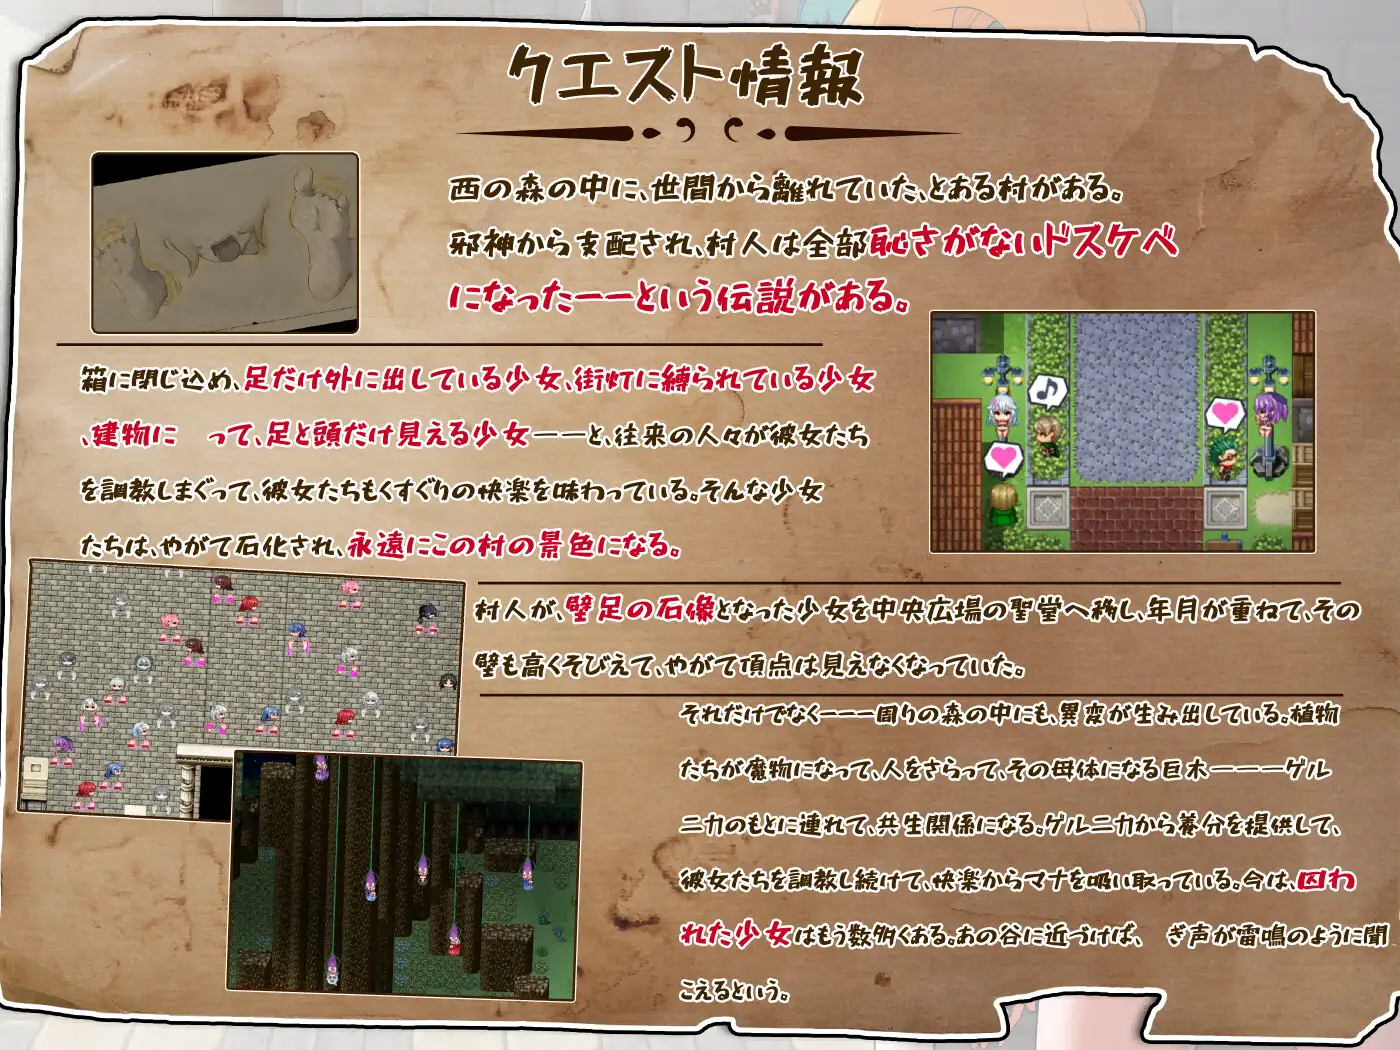 クエスト情報
西の森の中に、世間から離れていた、とある村がある。
邪神から支配され、村人は全部恥さがないドスケベ
になったーーという伝説がある。
箱に閉じ込め、足だけ外に出している少女、街灯に縛られている少女
、建物に って、足と頭だけ見える少女ーーと、往来の人々が彼女たち
を調教しまぐって、彼女たちもくすぐりの快楽を味わっている。そんな少女
たちは、やがて石化され、永遠にこの村の景色になる。
村人が、壁足の石像となった少女を中央広場の聖堂へ移し、年月が重ねて、その
壁も高くそびえて、やがて頂点は見えなくなっていた。
それだけでなくーーー周りの森の中にも、異変が生み出している。植物
たちが魔物になって、人をさらって、その母体になる巨木ーーーゲル
ニカのもとに連れて、共生関係になる。ゲルニカから養分を提供して、
彼女たちを調教し続けて、快楽からマナを吸い取っている。今は、囚わ
れた少女はもう数多くある。あの谷に近づけば、 ぎ声が雷鳴のように聞
こえるという。